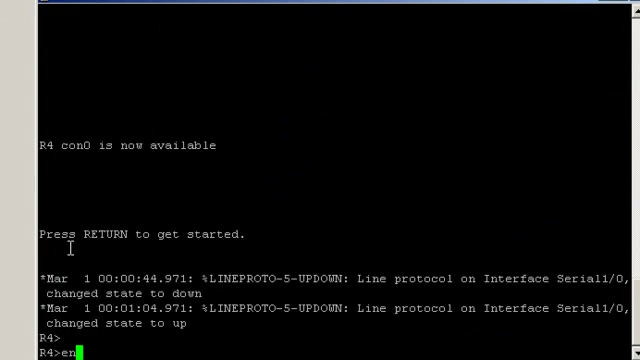 R4 con0 is now available
Press RETURN to get started.
*Mar  1 00:00:44.971: %LINEPROTO-5-UPDOWN: Line protocol on Interface Serial1/0,
changed state to down
*Mar  1 00:01:04.971: %LINEPROTO-5-UPDOWN: Line protocol on Interface Serial1/0,
changed state to up
R4>
R4>en